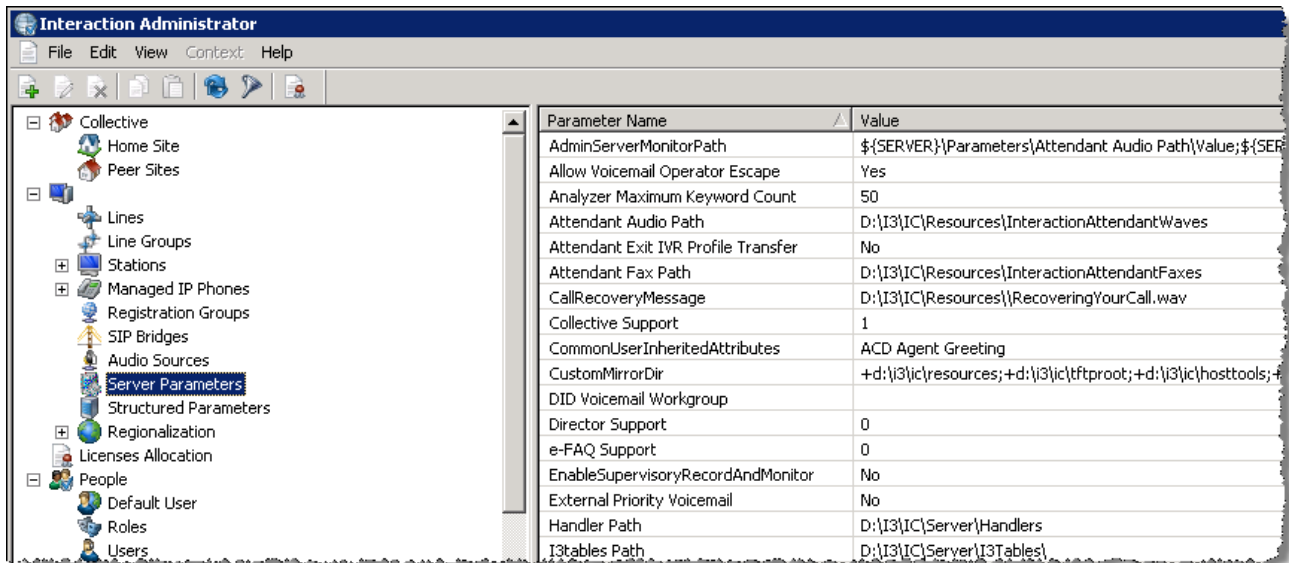 Interaction Administrator
File Edit View Context Help
Collective
Home Site
Peer Sites
Lines
Line Groups
Stations
Managed IP Phones
Registration Groups
SIP Bridges
Audio Sources
Server Parameters
Structured Parameters
Regionalization
Licenses Allocation
People
Default User
Roles
Users
Parameter Name Value
AdminServerMonitorPath ${SERVER}\Parameters\Attendant Audio Path\Value;${SER
Allow Voicemail Operator Escape Yes
Analyzer Maximum Keyword Count 50
Attendant Audio Path D:\I3\IC\Resources\InteractionAttendantWaves
Attendant Exit IVR Profile Transfer No
Attendant Fax Path D:\I3\IC\Resources\InteractionAttendantFaxes
CallRecoveryMessage D:\I3\IC\Resources\\RecoveringYourCall.wav
Collective Support 1
CommonUserInheritedAttributes ACD Agent Greeting
CustomMirrorDir +d:\i3\ic\resources;+d:\i3\ic\tftproot;+d:\i3\ic\hosttools;+
DID Voicemail Workgroup
Director Support 0
e-FAQ Support 0
EnableSupervisoryRecordAndMonitor No
External Priority Voicemail No
Handler Path D:\I3\IC\Server\Handlers
I3tables Path D:\I3\IC\Server\I3Tables\